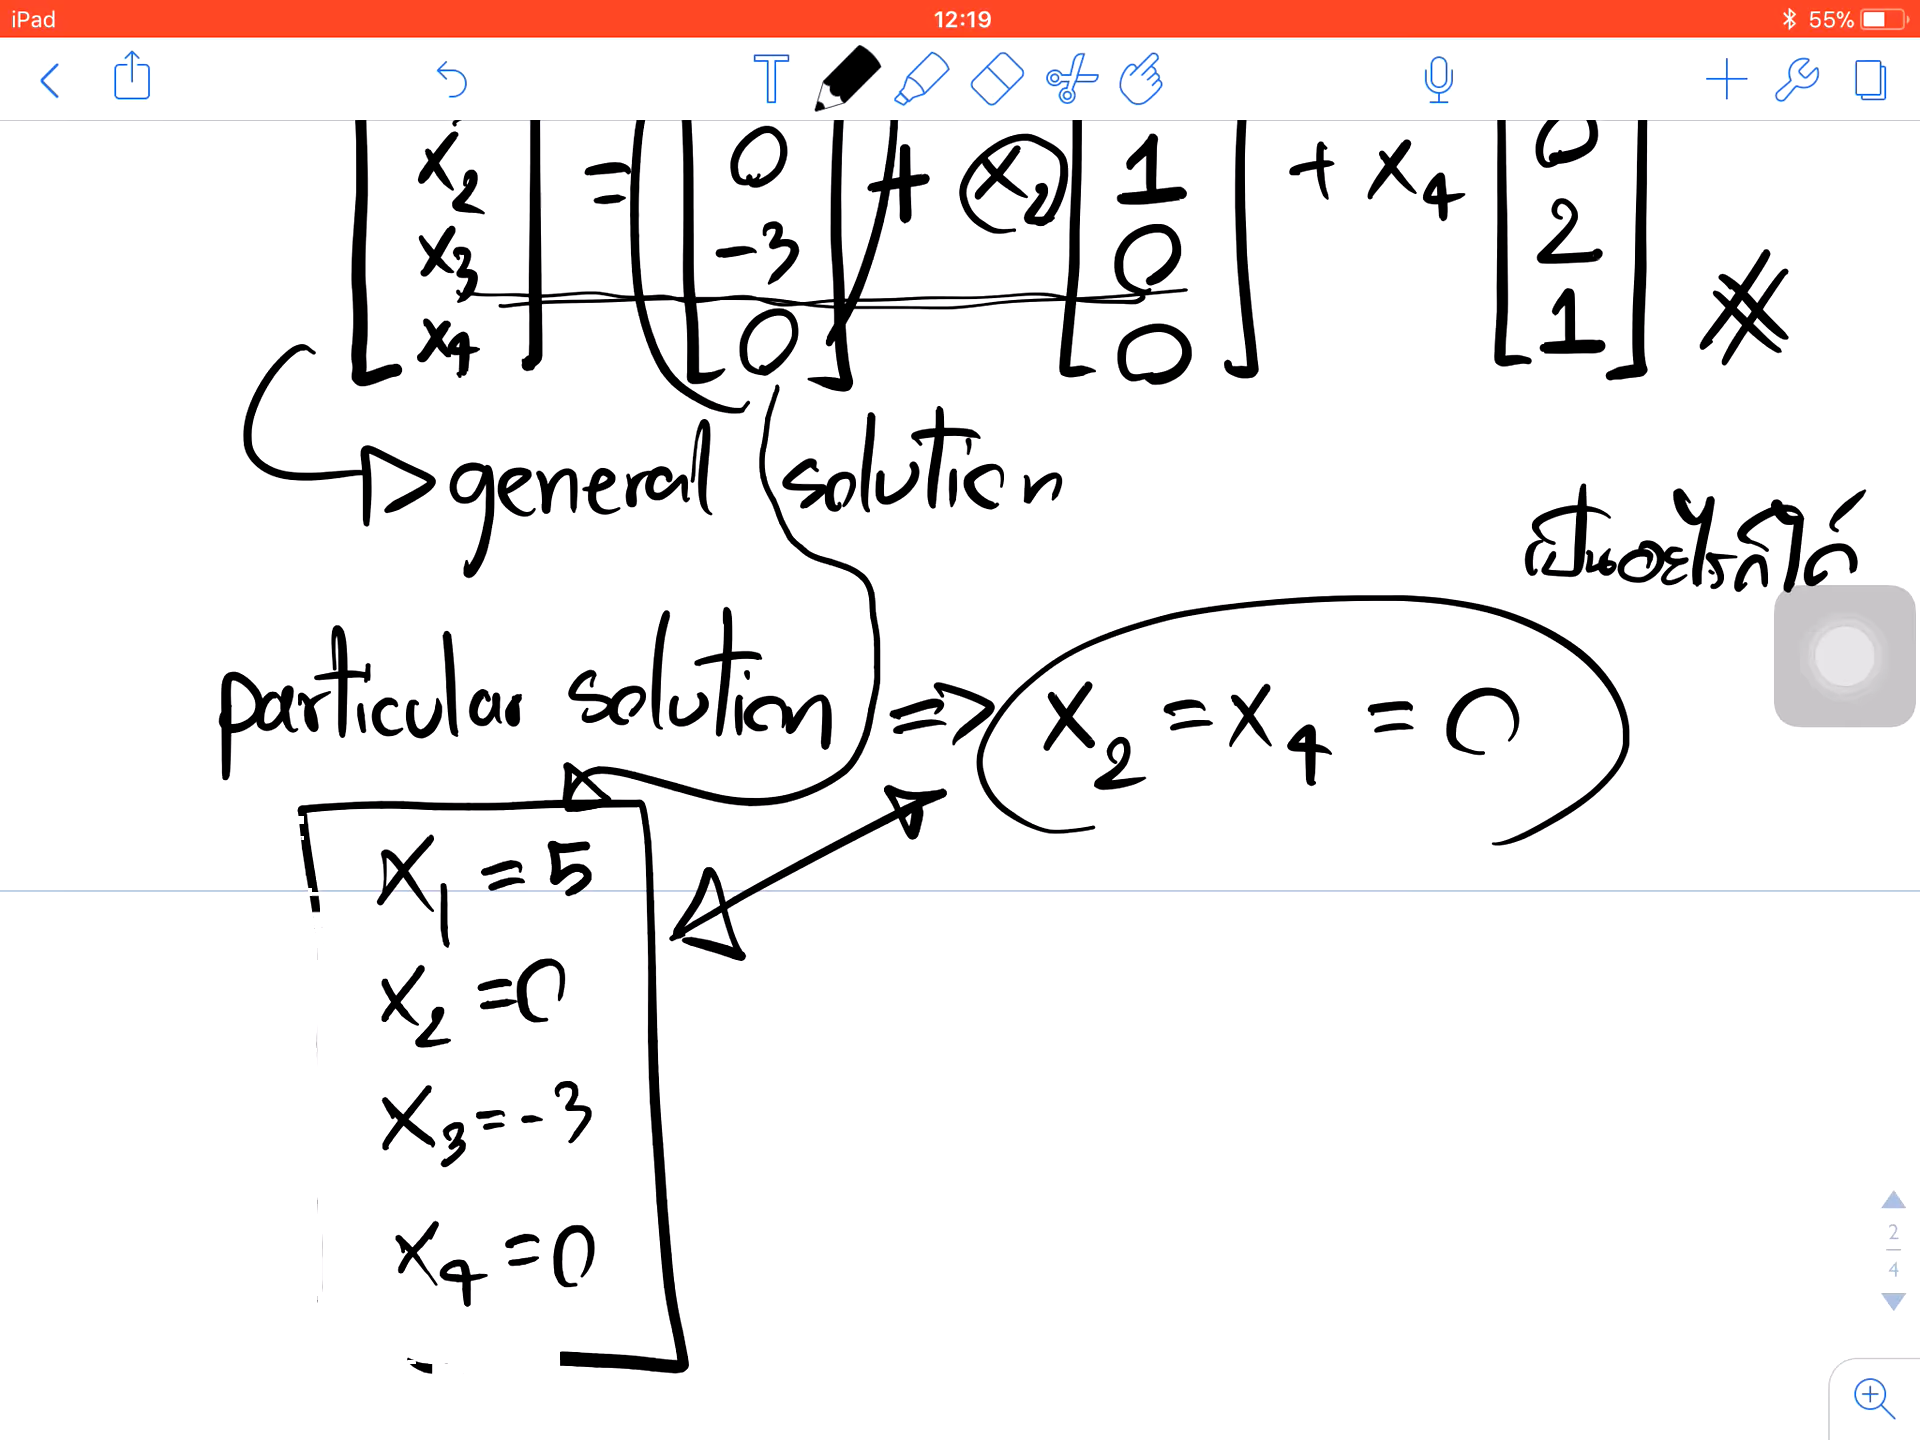 iPad 12:19 55%
T
x2 = 0 + x2 1 + x4 0
x3 -3 0 2
x4 0 0 1 #
general solution
เป็นอะไรก็ได้
particular solution ⇒ x2 = x4 = 0
x1 = 5
x2 = 0
x3 = -3
x4 = 0
2
4